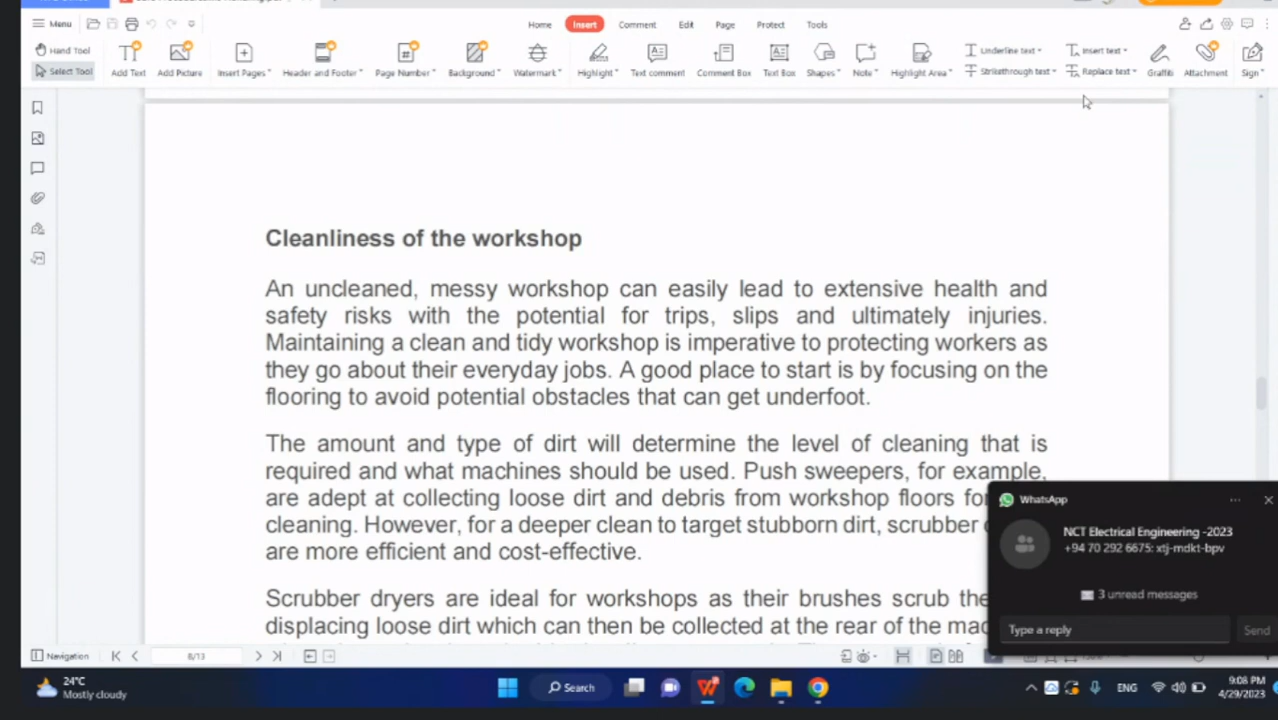 Menu
Home
Insert
Comment
Edit
Page
Protect
Tools
Hand Tool
Select Tool
Add Text
Add Picture
Insert Pages
Header and Footer
Page Number
Background
Watermark
Highlight
Text comment
Comment Box
Text Box
Shapes
Note
Highlight Area
Underline text
Strikethrough text
Insert text
Replace text
Graffiti
Attachment
Sign
Cleanliness of the workshop
An uncleaned, messy workshop can easily lead to extensive health and
safety risks with the potential for trips, slips and ultimately injuries.
Maintaining a clean and tidy workshop is imperative to protecting workers as
they go about their everyday jobs. A good place to start is by focusing on the
flooring to avoid potential obstacles that can get underfoot.
The amount and type of dirt will determine the level of cleaning that is
required and what machines should be used. Push sweepers, for example,
are adept at collecting loose dirt and debris from workshop floors
cleaning. However, for a deeper clean to target stubborn dirt, scrubber
are more efficient and cost-effective.
Scrubber dryers are ideal for workshops as their brushes scrub
displacing loose dirt which can then be collected at the rear of the
WhatsApp
NCT Electrical Engineering -2023
+94 70 292 6675: xtj-mdkt-bpv
3 unread messages
Type a reply
Send
Navigation
8/13
24°C
Mostly cloudy
Search
ENG
9:08 PM
4/29/2023